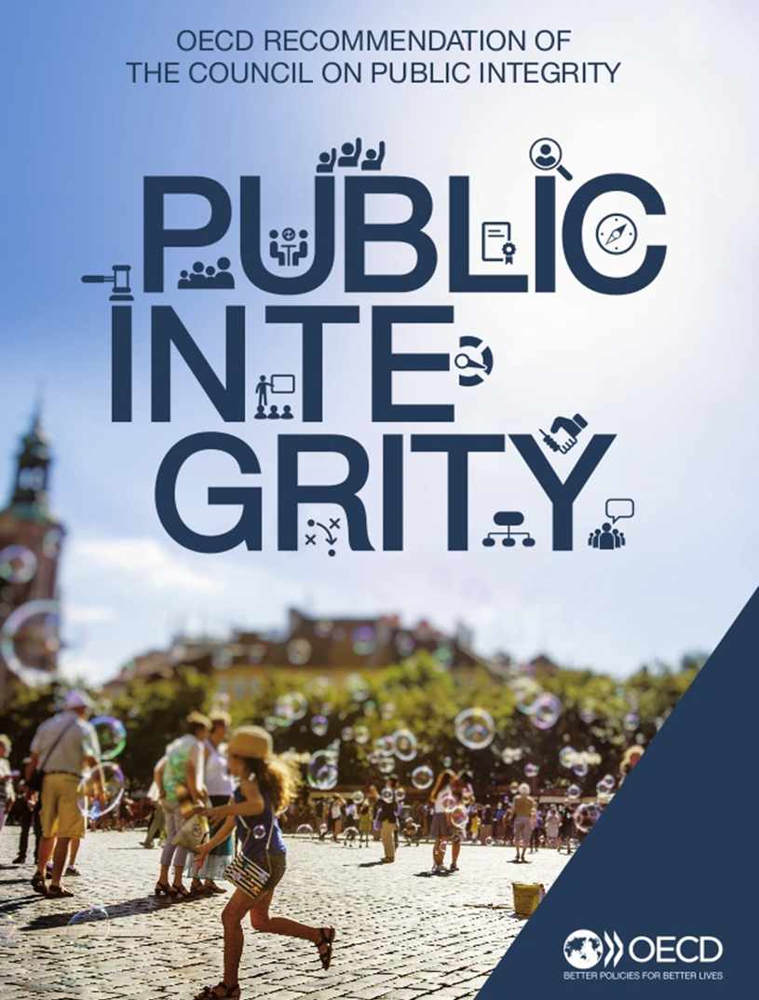 OECD RECOMMENDATION OF
THE COUNCIL ON PUBLIC INTEGRITY
PUBLIC
INTE
GRITY
OECD
BETTER POLICIES FOR BETTER LIVES